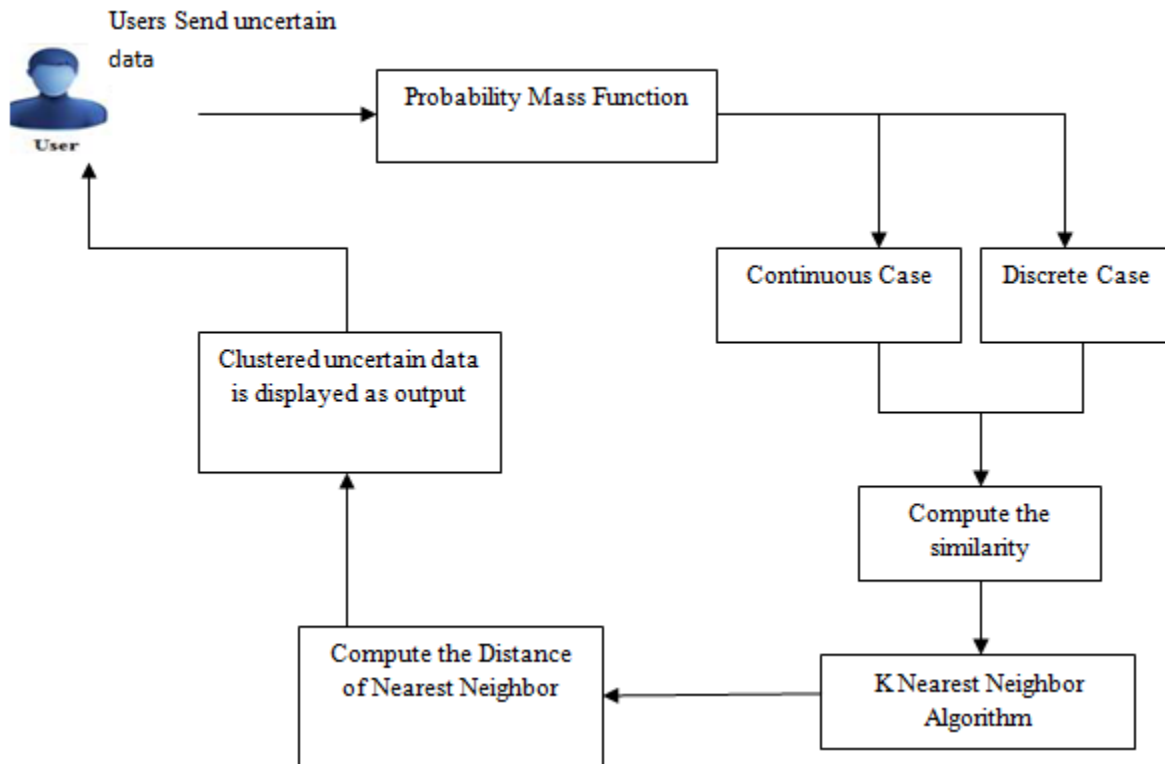 Users Send uncertain
data
User
Probability Mass Function
Continuous Case
Discrete Case
Clustered uncertain data
is displayed as output
Compute the
similarity
Compute the Distance
of Nearest Neighbor
K Nearest Neighbor
Algorithm